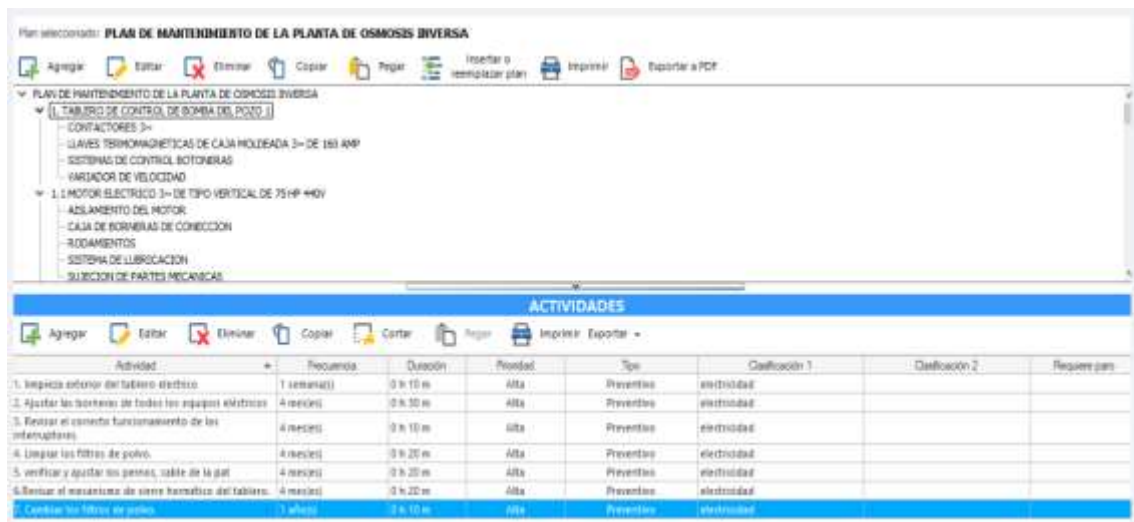 Plan seleccionado: PLAN DE MANTENIMIENTO DE LA PLANTA DE OSMOSIS INVERSA
Agregar Editar Eliminar Copiar Pegar Insertar o reemplazar plan Imprimir Exportar a PDF
PLAN DE MANTENIMIENTO DE LA PLANTA DE OSMOSIS INVERSA
1. TABLERO DE CONTROL DE BOMBA DEL POZO 1
CONTACTORES 3~
LLAVES TERMOMAGNETICAS DE CAJA MOLDEADA 3~ DE 160 AMP
SISTEMAS DE CONTROL BOTONERAS
VARIADOR DE VELOCIDAD
1.1 MOTOR ELECTRICO 3~ DE TIPO VERTICAL DE 75 HP 440V
AISLAMIENTO DEL MOTOR
CAJA DE BORNERAS DE CONECCION
RODAMIENTOS
SISTEMA DE LUBRICACION
SUJECION DE PARTES MECANICAS
ACTIVIDADES
Agregar Editar Eliminar Copiar Cortar Pegar Imprimir Exportar
Actividad Frecuencia Duración Prioridad Tipo Clasificación 1 Clasificación 2 Requiere paro
1. limpieza exterior del tablero electrico 1 semana(s) 0 h 10 m Alta Preventivo electricidad
2. Ajustar las borneras de todos los equipos eléctricos 4 mes(es) 0 h 30 m Alta Preventivo electricidad
3. Revisar el correcto funcionamiento de los
interruptores. 4 mes(es) 0 h 10 m Alta Preventivo electricidad
4. Limpiar los filtros de polvo. 4 mes(es) 0 h 20 m Alta Preventivo electricidad
5. verificar y ajustar los pernos, cable de la pat 4 mes(es) 0 h 20 m Alta Preventivo electricidad
6.Revisar el mecanismo de cierre hermético del tablero. 4 mes(es) 0 h 20 m Alta Preventivo electricidad
7. Cambiar los filtros de polvo. 1 año(s) 0 h 10 m Alta Preventivo electricidad